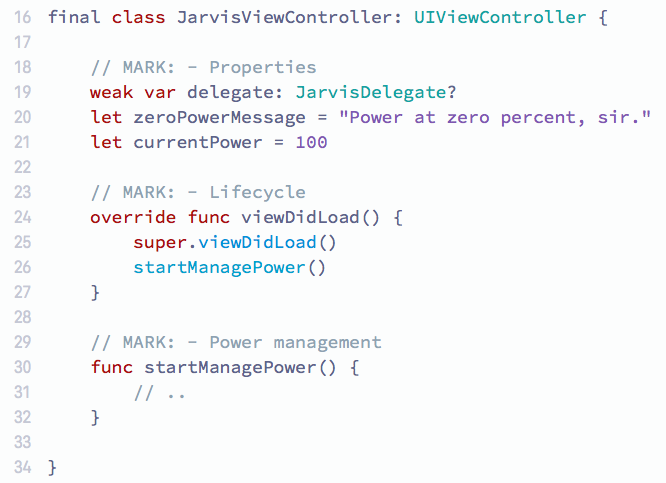 16 final class JarvisViewController: UIViewController {
17
18     // MARK: - Properties
19     weak var delegate: JarvisDelegate?
20     let zeroPowerMessage = "Power at zero percent, sir."
21     let currentPower = 100
22
23     // MARK: - Lifecycle
24     override func viewDidLoad() {
25         super.viewDidLoad()
26         startManagePower()
27     }
28
29     // MARK: - Power management
30     func startManagePower() {
31         // ..
32     }
33
34 }